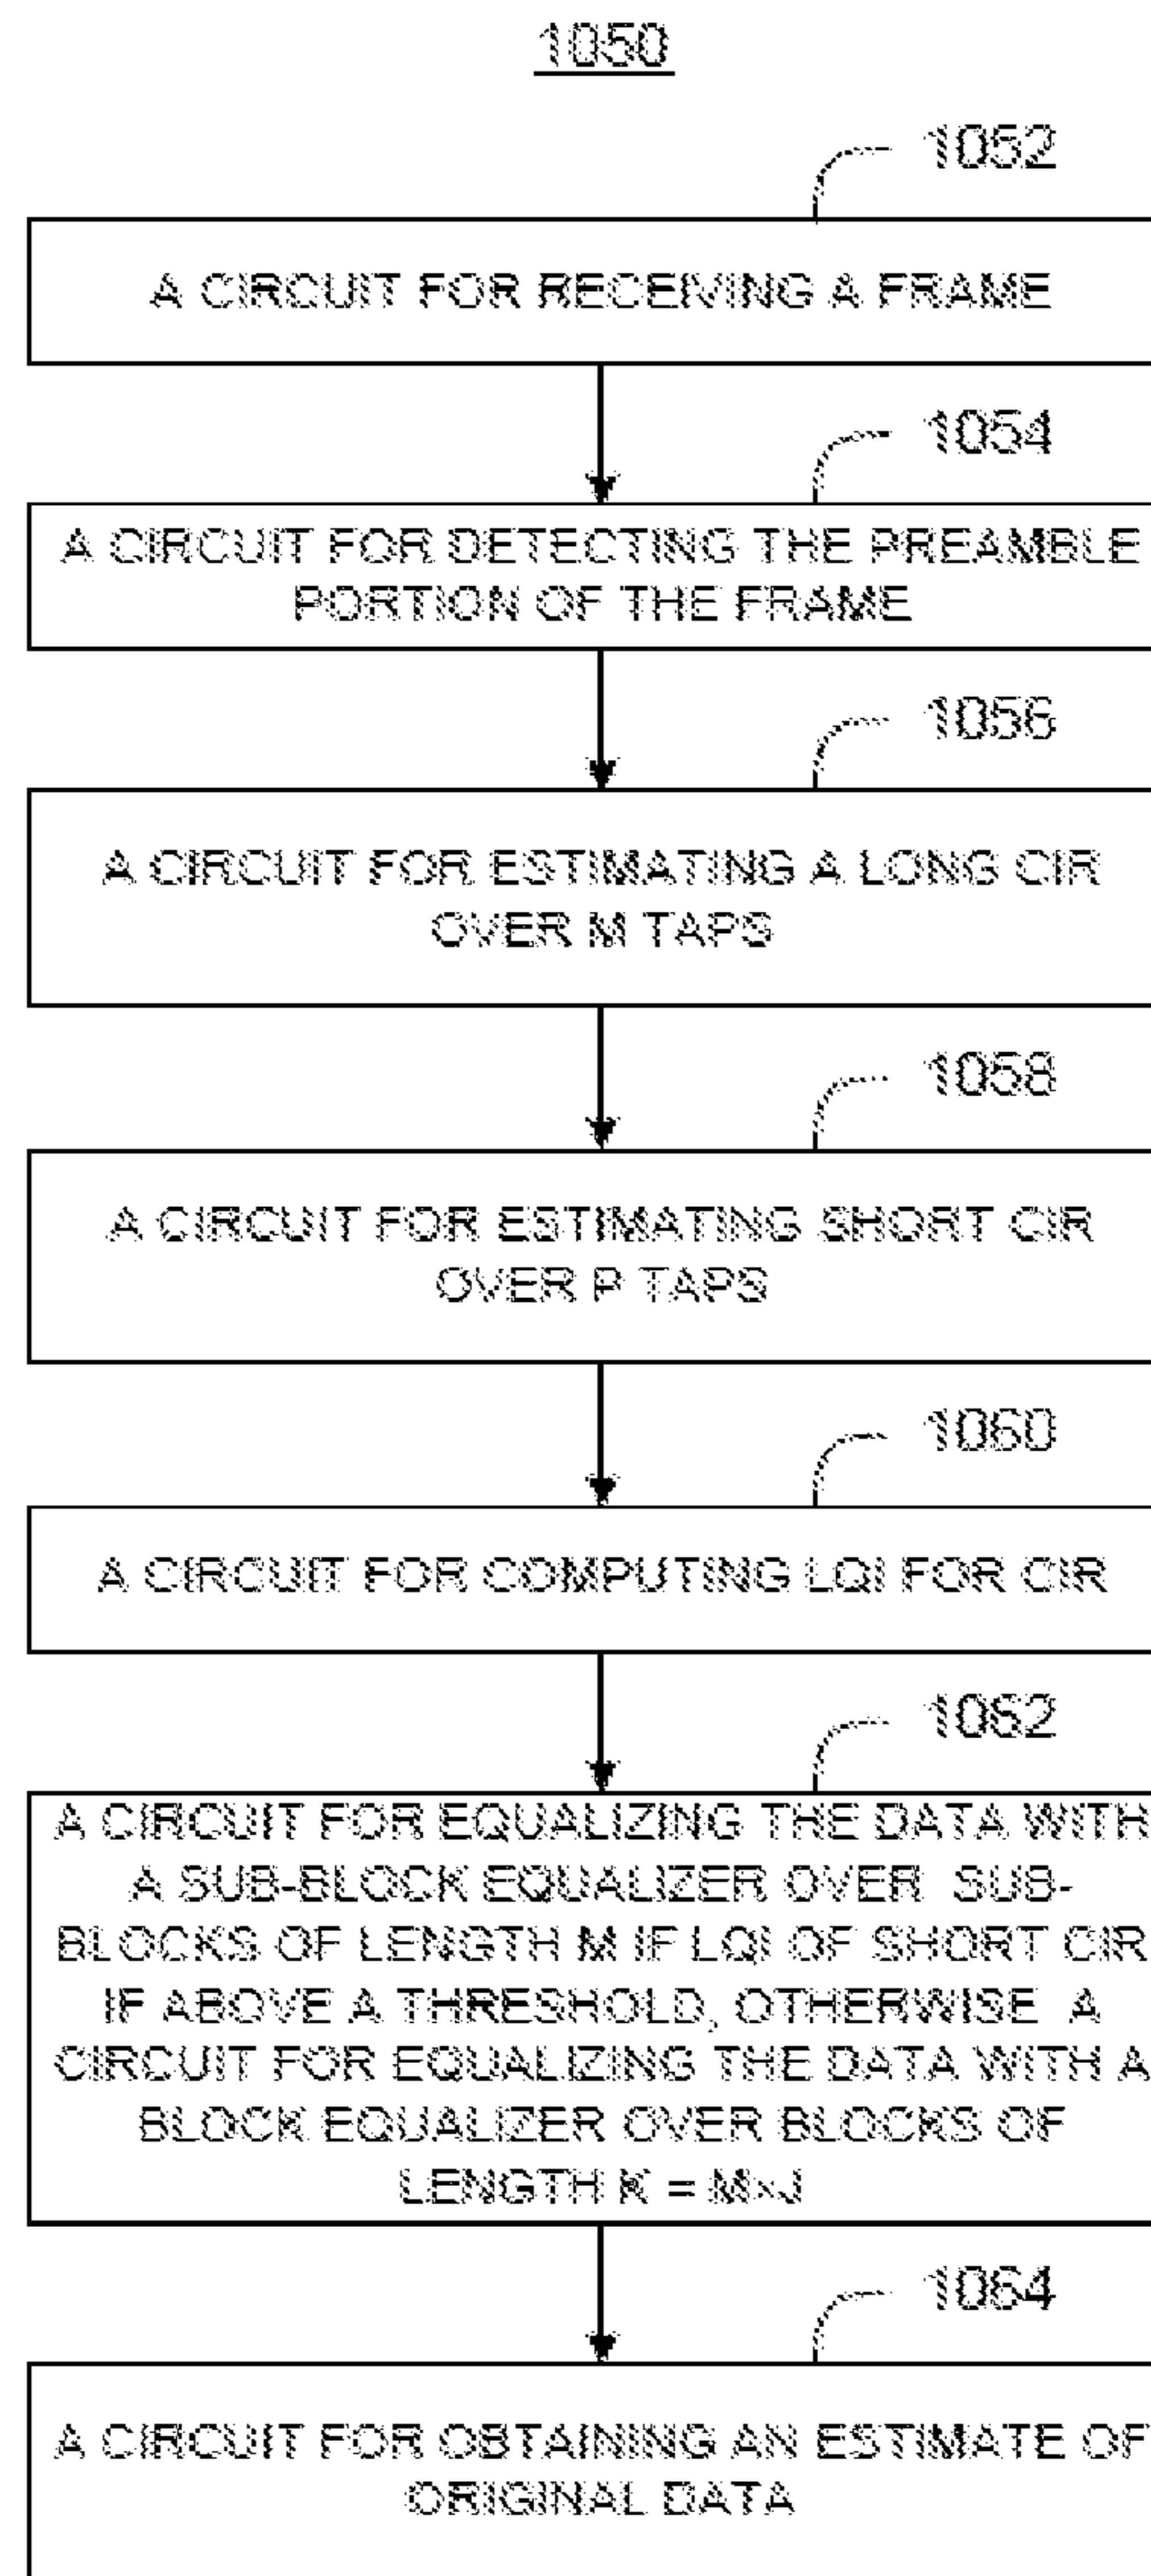 1050
1052
A CIRCUIT FOR RECEIVING A FRAME
1054
A CIRCUIT FOR DETECTING THE PREAMBLE
PORTION OF THE FRAME
1056
A CIRCUIT FOR ESTIMATING A LONG CIR
OVER M TAPS
1058
A CIRCUIT FOR ESTIMATING SHORT CIR
OVER P TAPS
1060
A CIRCUIT FOR COMPUTING LQI FOR CIR
1062
A CIRCUIT FOR EQUALIZING THE DATA WITH
A SUB-BLOCK EQUALIZER OVER SUB-
BLOCKS OF LENGTH M IF LQI OF SHORT CIR
IF ABOVE A THRESHOLD, OTHERWISE A
CIRCUIT FOR EQUALIZING THE DATA WITH A
BLOCK EQUALIZER OVER BLOCKS OF
LENGTH K = M×J
1064
A CIRCUIT FOR OBTAINING AN ESTIMATE OF
ORIGINAL DATA